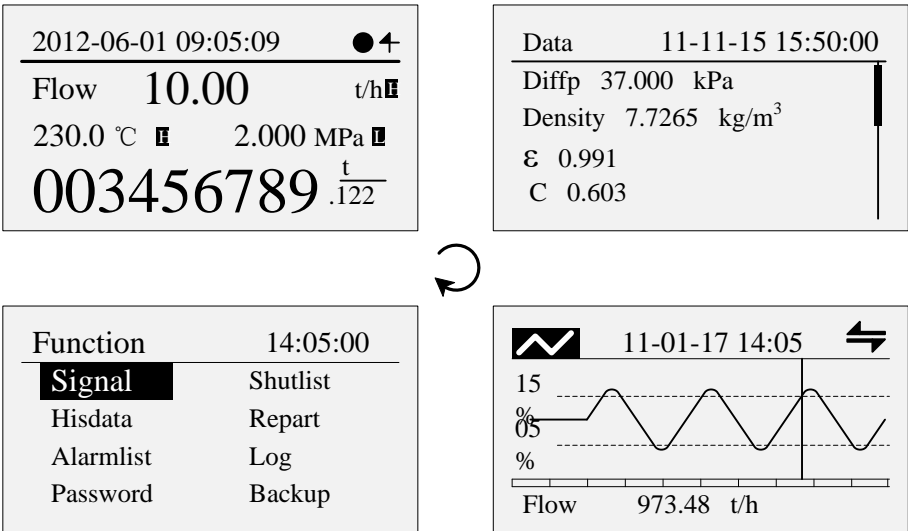 2012-06-01 09:05:09
Flow 10.00 t/h H
230.0 ℃ H 2.000 MPa L
003456789 t
.122
Data 11-11-15 15:50:00
Diffp 37.000 kPa
Density 7.7265 kg/m³
ε 0.991
C 0.603
Function 14:05:00
Signal Shutlist
Hisdata Repart
Alarmlist Log
Password Backup
11-01-17 14:05
15
%
05
%
Flow 973.48 t/h